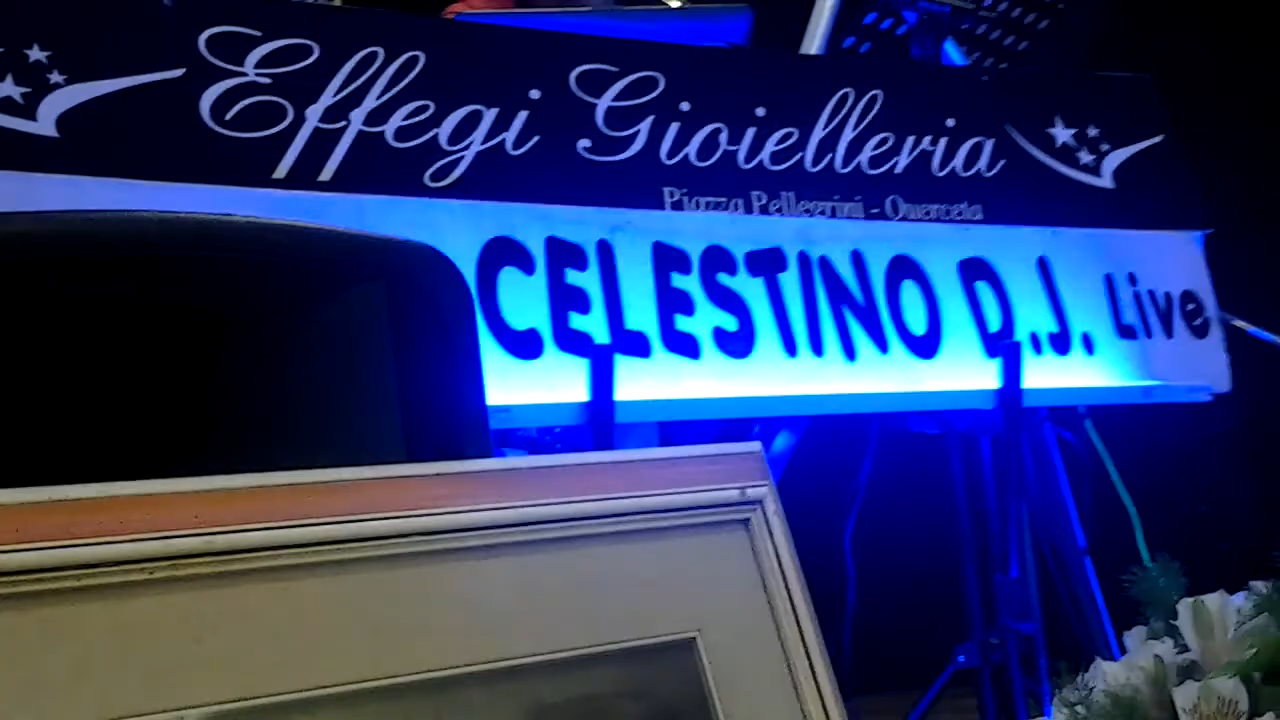 Effegi Gioielleria
Piazza Pellegrini - Querceta
CELESTINO D.J. Live